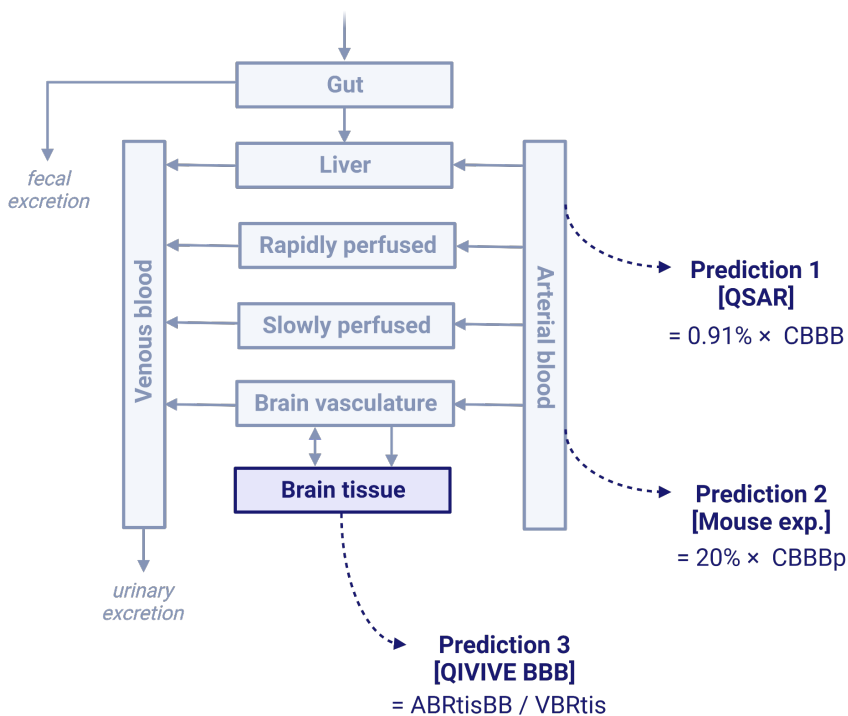 Gut
Liver
fecal
excretion
Rapidly perfused
Slowly perfused
Brain vasculature
Brain tissue
Venous blood
Arterial blood
urinary
excretion
Prediction 1
[QSAR]
= 0.91% × CBBB
Prediction 2
[Mouse exp.]
= 20% × CBBBp
Prediction 3
[QIVIVE BBB]
= ABRtisBB / VBRtis